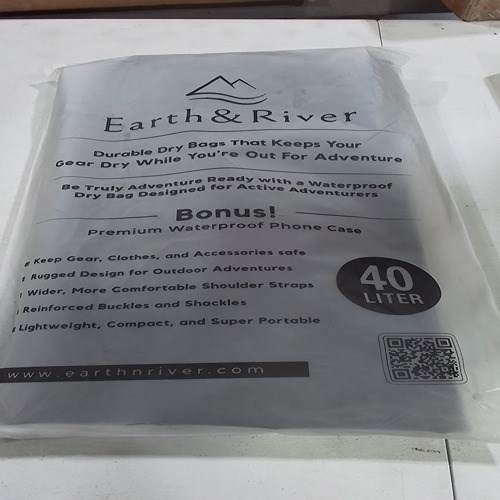 Earth & River
Durable Dry Bags That Keeps Your
Gear Dry While You're Out For Adventure
Be Truly Adventure Ready with a Waterproof
Dry Bag Designed for Active Adventurers
Bonus!
Premium Waterproof Phone Case
Keep Gear, Clothes, and Accessories safe
Rugged Design for Outdoor Adventures
Wider, More Comfortable Shoulder Straps
Reinforced Buckles and Shackles
Lightweight, Compact, and Super Portable
40
LITER
www.earthnriver.com